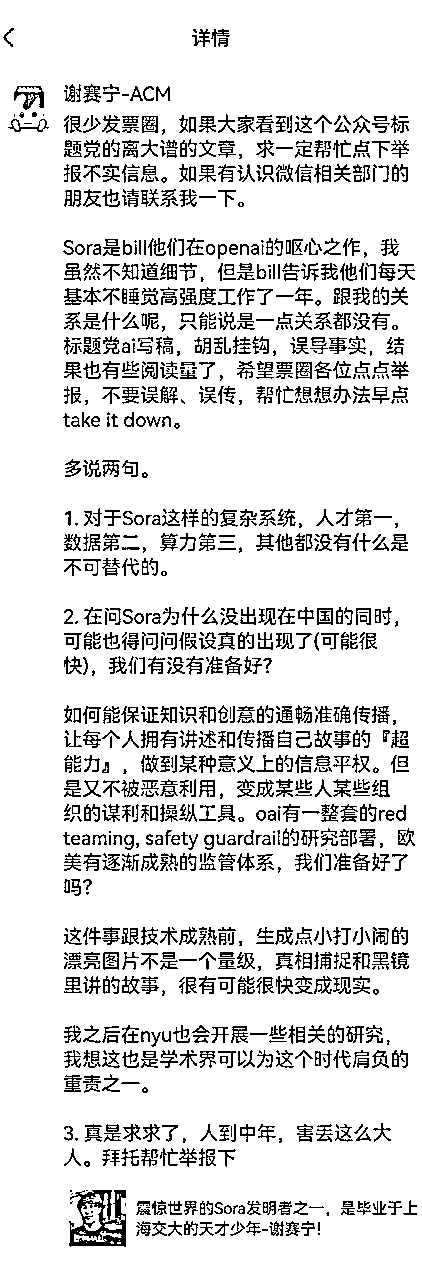 详情
谢赛宁-ACM
很少发票圈，如果大家看到这个公众号标
题党的离大谱的文章，求一定帮忙点下举
报不实信息。如果有认识微信相关部门的
朋友也请联系我一下。
Sora是bill他们在openai的呕心之作，我
虽然不知道细节，但是bill告诉我他们每天
基本不睡觉高强度工作了一年。跟我的关
系是什么呢，只能说是一点关系都没有。
标题党ai写稿，胡乱挂钩，误导事实，结
果也有些阅读量了，希望票圈各位点点举
报，不要误解、误传，帮忙想想办法早点
take it down。
多说两句。
1. 对于Sora这样的复杂系统，人才第一，
数据第二，算力第三，其他都没有什么是
不可替代的。
2. 在问Sora为什么没出现在中国的同时，
可能也得问问假设真的出现了(可能很
快)，我们有没有准备好？
如何能保证知识和创意的通畅准确传播，
让每个人拥有讲述和传播自己故事的『超
能力』，做到某种意义上的信息平权。但
是又不被恶意利用，变成某些人某些组
织的谋利和操纵工具。oai有一整套的red
teaming, safety guardrail的研究部署，欧
美有逐渐成熟的监管体系，我们准备好了
吗？
这件事跟技术成熟前，生成点小打小闹的
漂亮图片不是一个量级，真相捕捉和黑镜
里讲的故事，很有可能很快变成现实。
我之后在nyu也会开展一些相关的研究，
我想这也是学术界可以为这个时代肩负的
重责之一。
3. 真是求求了，人到中年，害丢这么大
人。拜托帮忙举报下
震惊世界的Sora发明者之一，是毕业于上
海交大的天才少年-谢赛宁！